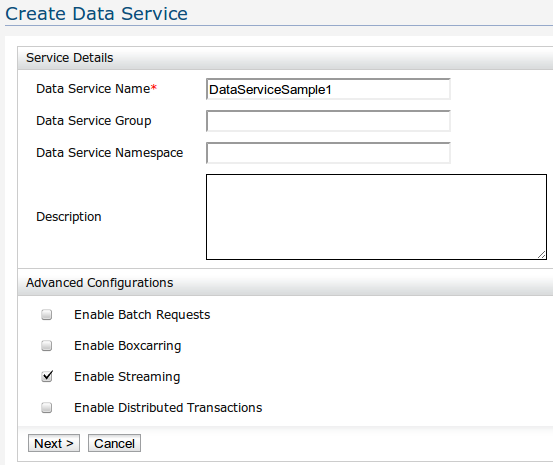 Create Data Service
Service Details
Data Service Name* DataServiceSample1
Data Service Group
Data Service Namespace
Description
Advanced Configurations
Enable Batch Requests
Enable Boxcarring
Enable Streaming
Enable Distributed Transactions
Next > Cancel